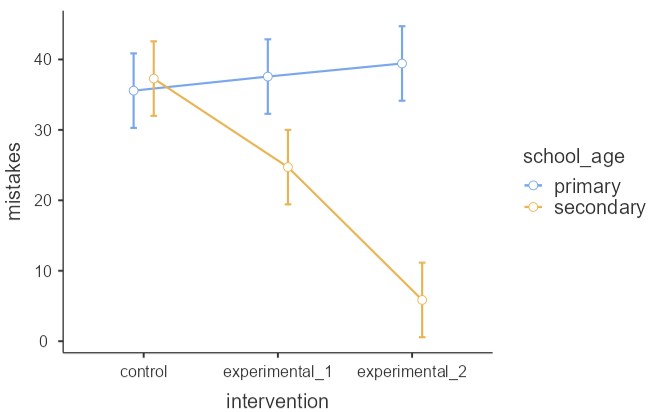 40
30
20
10
0
mistakes
control experimental_1 experimental_2
intervention
school_age
primary
secondary